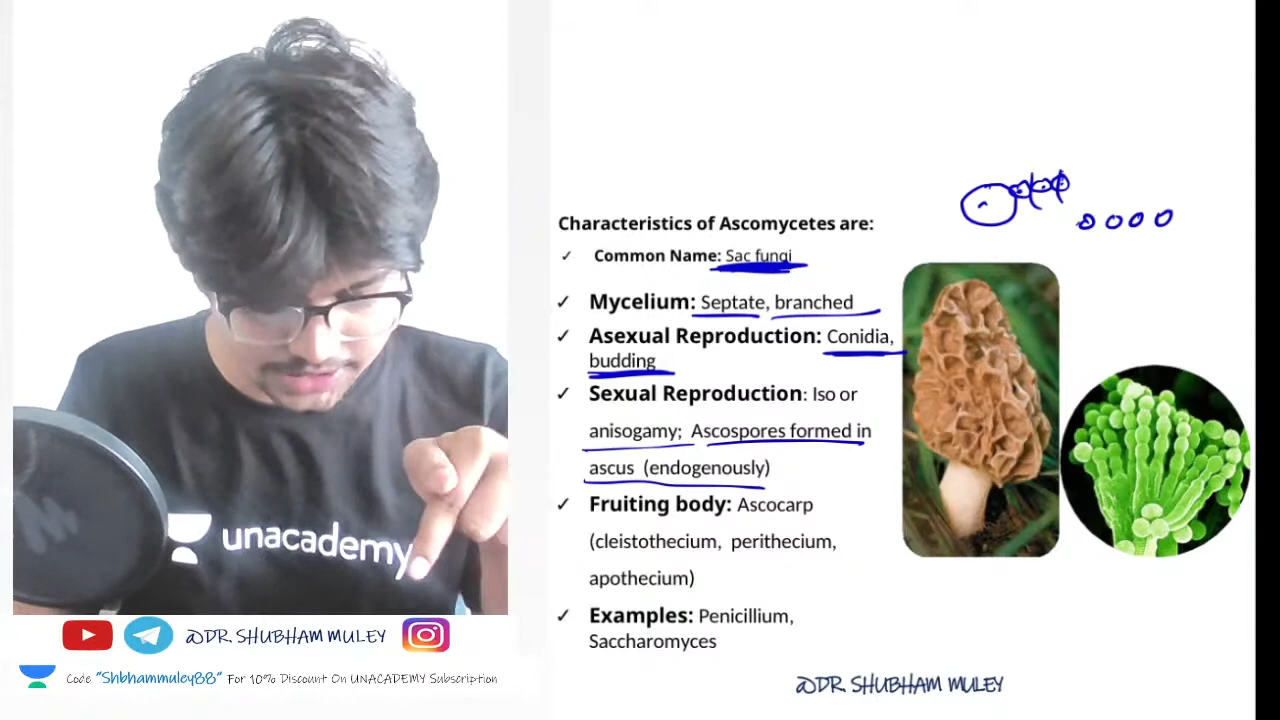 unacademy
@DR. SHUBHAM MULEY
Code "Shbhammuley88" For 10% Discount On UNACADEMY Subscription
Characteristics of Ascomycetes are:
✓ Common Name: Sac fungi
✓ Mycelium: Septate, branched
✓ Asexual Reproduction: Conidia,
budding
✓ Sexual Reproduction: Iso or
anisogamy; Ascospores formed in
ascus (endogenously)
✓ Fruiting body: Ascocarp
(cleistothecium, perithecium,
apothecium)
✓ Examples: Penicillium,
Saccharomyces
@DR. SHUBHAM MULEY